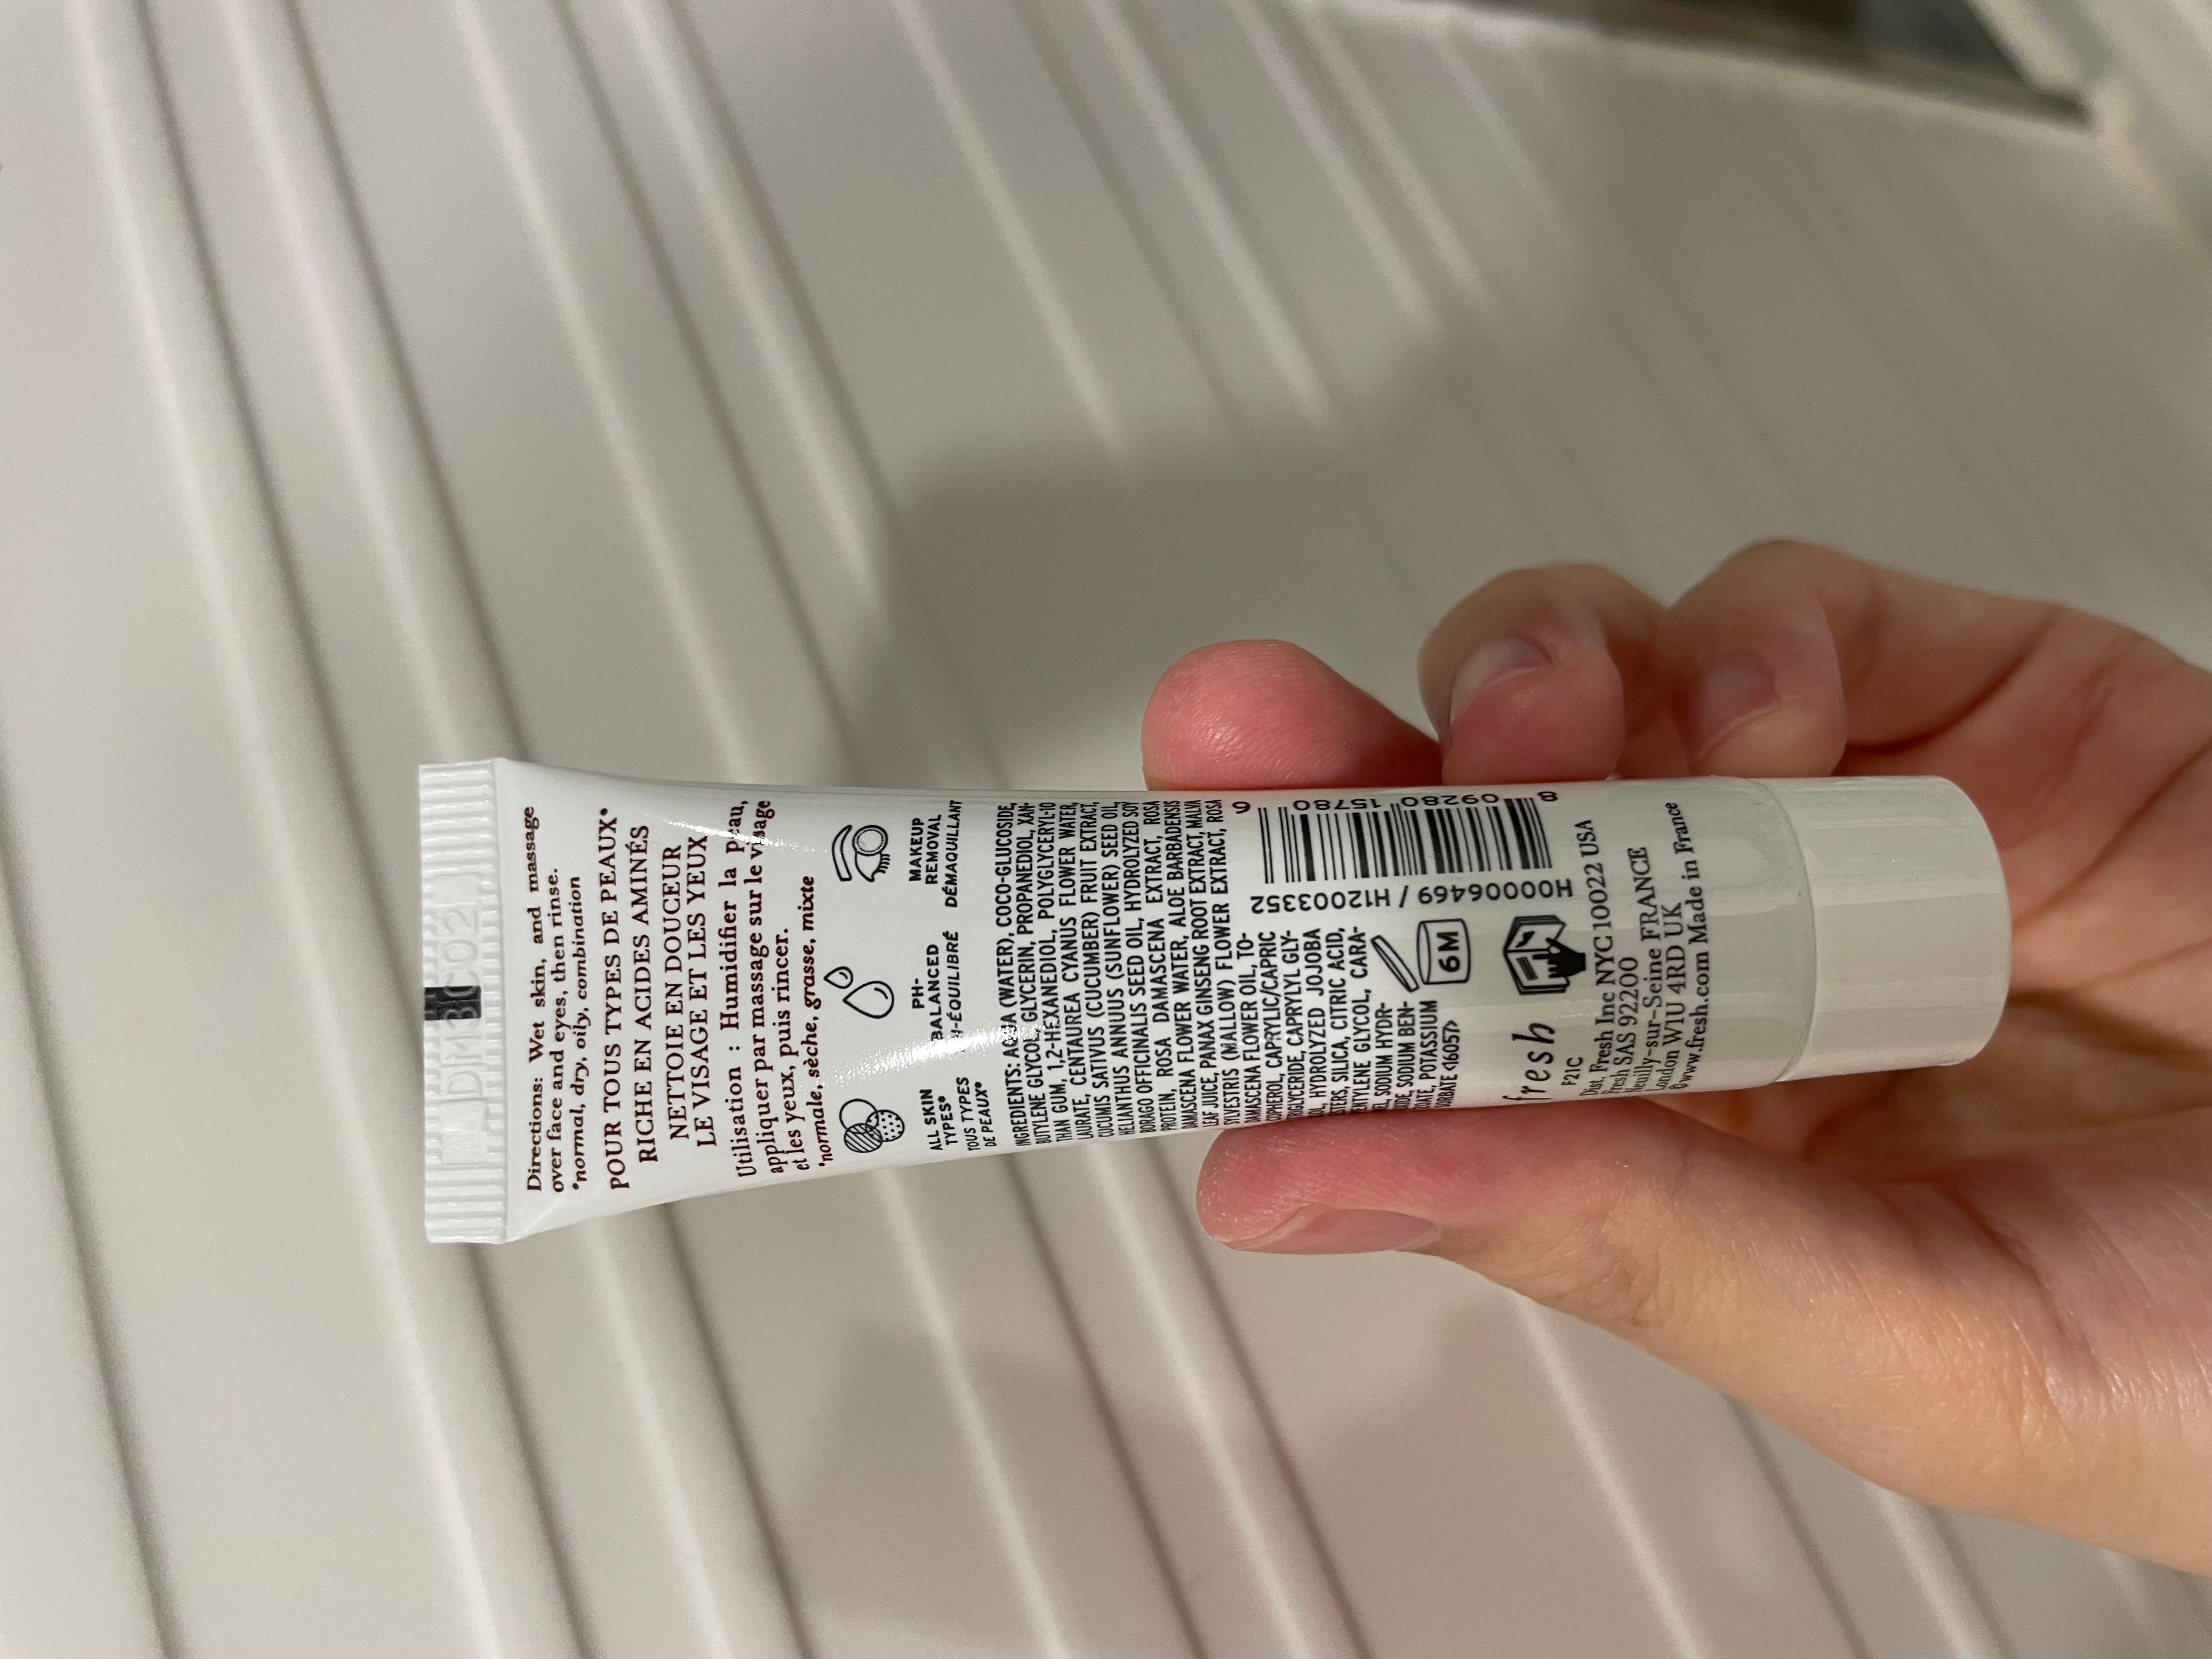 DM3C02
Directions: Wet skin, and massage
over face and eyes, then rinse.
*normal, dry, oily, combination
POUR TOUS TYPES DE PEAUX*
RICHE EN ACIDES AMINÉS
NETTOIE EN DOUCEUR
LE VISAGE ET LES YEUX
Utilisation : Humidifier la peau,
appliquer par massage sur le visage
et les yeux, puis rincer.
*normale, sèche, grasse, mixte
ALL SKIN
TYPES*
TOUS TYPES
DE PEAUX*
PH-
BALANCED
PH-ÉQUILIBRÉ
MAKEUP
REMOVAL
DÉMAQUILLANT
INGREDIENTS: AQUA (WATER), COCO-GLUCOSIDE,
BUTYLENE GLYCOL, GLYCERIN, PROPANEDIOL, XAN-
THAN GUM, 1,2-HEXANEDIOL, POLYGLYCERYL-10
LAURATE, CENTAUREA CYANUS FLOWER WATER,
CUCUMIS SATIVUS (CUCUMBER) FRUIT EXTRACT,
HELIANTHUS ANNUUS (SUNFLOWER) SEED OIL,
BORAGO OFFICINALIS SEED OIL, HYDROLYZED SOY
PROTEIN, ROSA DAMASCENA EXTRACT, ROSA
DAMASCENA FLOWER WATER, ALOE BARBADENSIS
LEAF JUICE, PANAX GINSENG ROOT EXTRACT, MALVA
SYLVESTRIS (MALLOW) FLOWER EXTRACT, ROSA
DAMASCENA FLOWER OIL, TO-
COPHEROL, CAPRYLIC/CAPRIC
TRIGLYCERIDE, CAPRYLYL GLY-
COL, HYDROLYZED JOJOBA
ESTERS SILICA, CITRIC ACID,
PENTYLENE GLYCOL, CARA-
MEL, SODIUM HYDR-
OXIDE, SODIUM BEN-
ZOATE, POTASSIUM
SORBATE <16057>
6M
H00006469 / H1200352
8 09280 15780 9
fresh
F21C
Dist. Fresh Inc NYC 10022 USA
Fresh SAS 92200
Neuilly-sur-Seine FRANCE
London W1U 4RD UK
©www.fresh.com Made in France